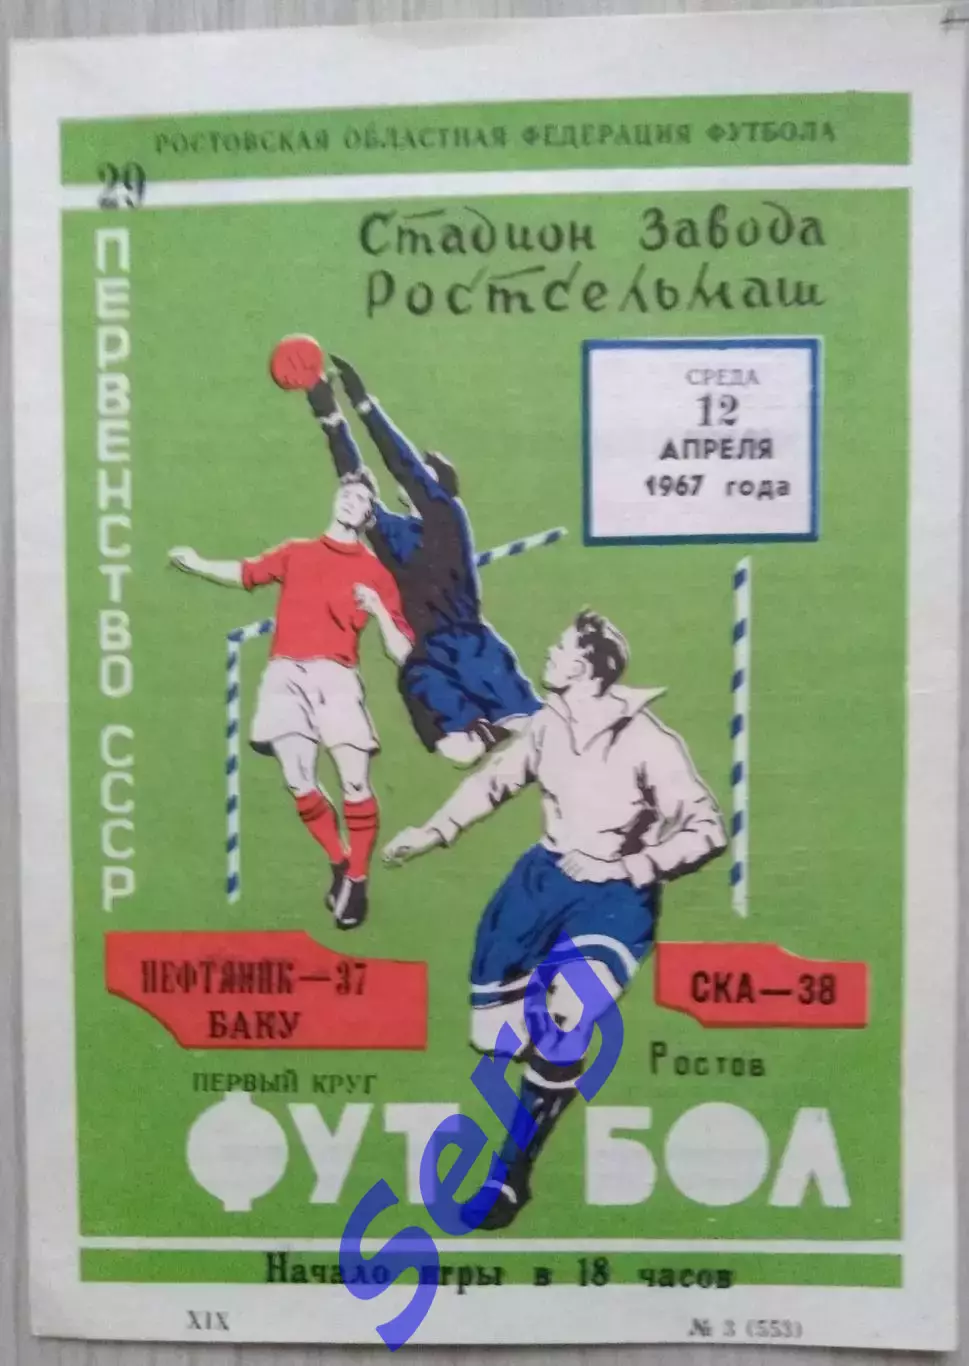 РОСТОВСКАЯ ОБЛАСТНАЯ ФЕДЕРАЦИЯ ФУТБОЛА
29
ПЕРВЕНСТВО СССР
Стадион Завода
Ростсельмаш
СРЕДА
12
АПРЕЛЯ
1967 года
НЕФТЯНИК—37
БАКУ
СКА—38
Ростов
ПЕРВЫЙ КРУГ
ФУТБОЛ
Начало игры в 18 часов
XIX
№ 3 (553)
Serg